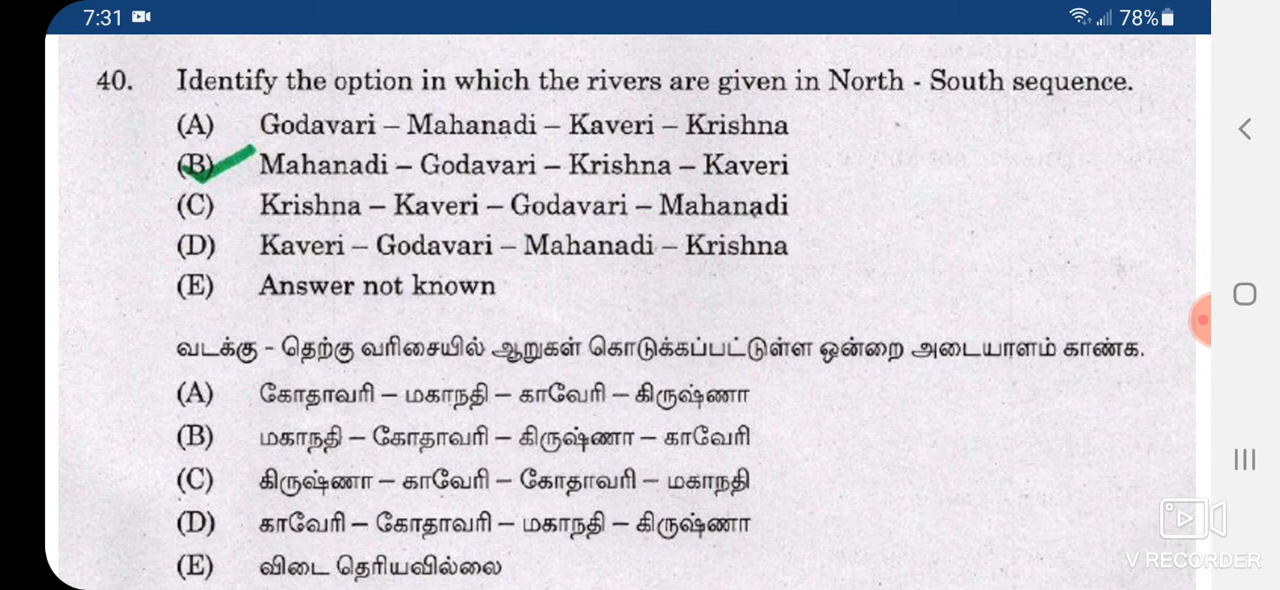 7:31
78%
40. Identify the option in which the rivers are given in North - South sequence.
(A) Godavari – Mahanadi – Kaveri – Krishna
(B) Mahanadi – Godavari – Krishna – Kaveri
(C) Krishna – Kaveri – Godavari – Mahanadi
(D) Kaveri – Godavari – Mahanadi – Krishna
(E) Answer not known
வடக்கு - தெற்கு வரிசையில் ஆறுகள் கொடுக்கப்பட்டுள்ள ஒன்றை அடையாளம் காண்க.
(A) கோதாவரி – மகாநதி – காவேரி – கிருஷ்ணா
(B) மகாநதி – கோதாவரி – கிருஷ்ணா – காவேரி
(C) கிருஷ்ணா – காவேரி – கோதாவரி – மகாநதி
(D) காவேரி – கோதாவரி – மகாநதி – கிருஷ்ணா
(E) விடை தெரியவில்லை
V RECORDER